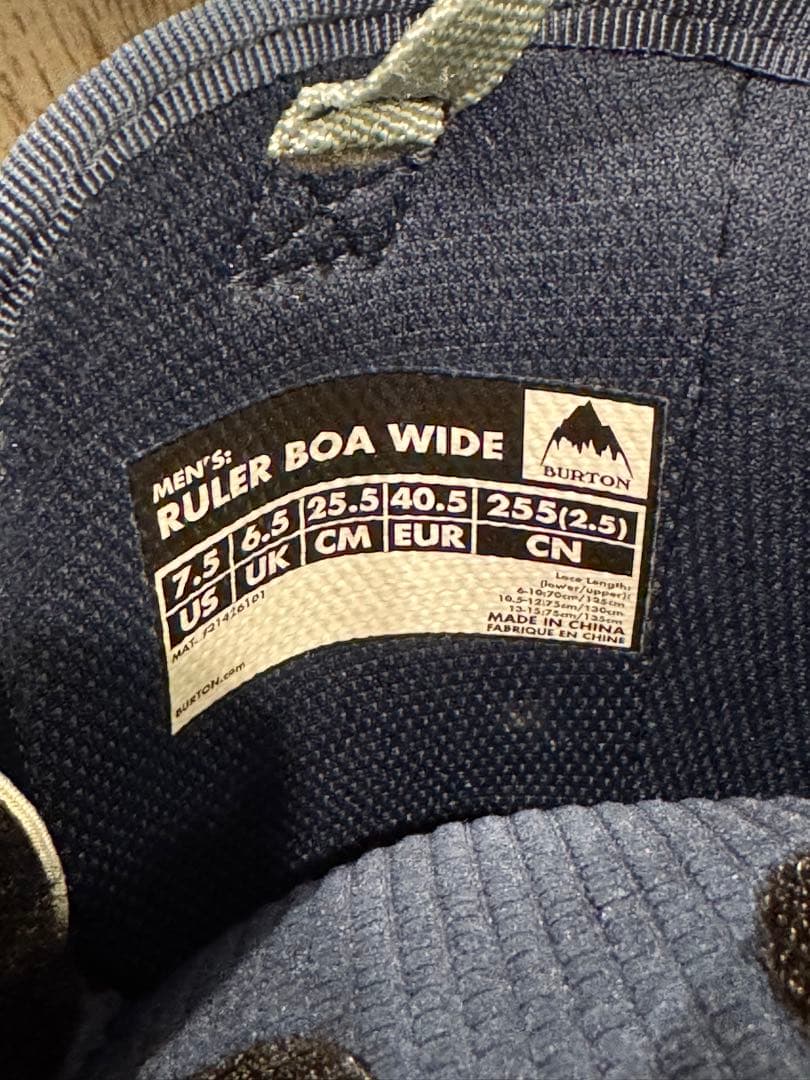 MEN'S:
RULER BOA WIDE
BURTON
7.5 6.5 25.5 40.5 255(2.5)
US UK CM EUR CN
MAT. #21426101
BURTON.com
Lace Length:
(lower/upper):
6-10:70cm/125cm
10.5-12:75cm/130cm
13-15:75cm/135cm
MADE IN CHINA
FABRIQUE EN CHINE